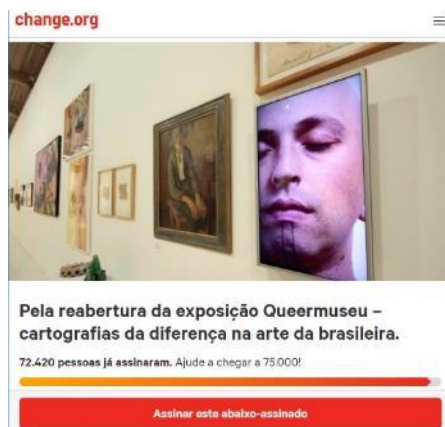 change.org
Pela reabertura da exposição Queermuseu –
cartografias da diferença na arte da brasileira.
72.420 pessoas já assinaram. Ajude a chegar a 75.000!
Assinar este abaixo-assinado